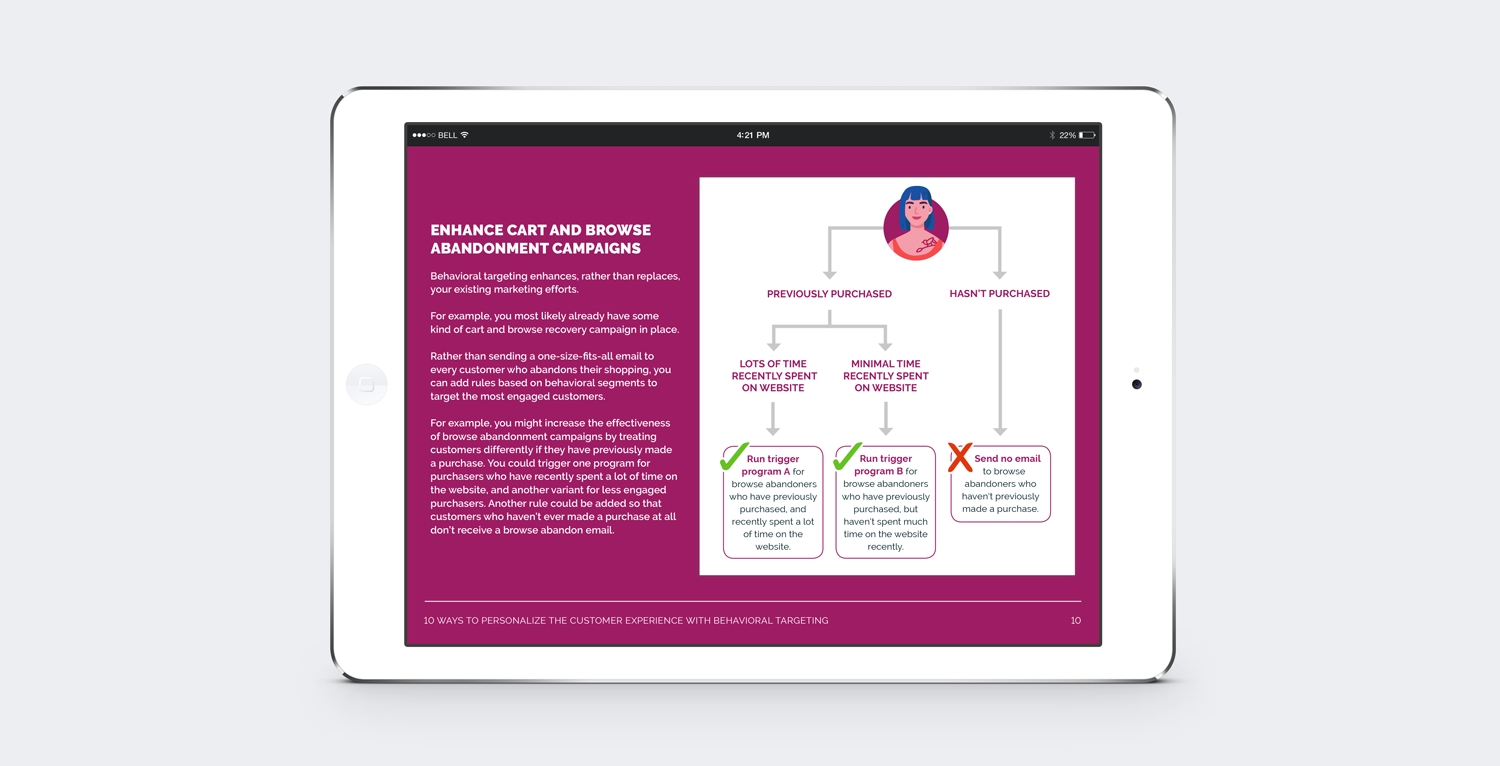 BELL
4:21 PM
22%
ENHANCE CART AND BROWSE
ABANDONMENT CAMPAIGNS
Behavioral targeting enhances, rather than replaces,
your existing marketing efforts.
For example, you most likely already have some
kind of cart and browse recovery campaign in place.
Rather than sending a one-size-fits-all email to
every customer who abandons their shopping, you
can add rules based on behavioral segments to
target the most engaged customers.
For example, you might increase the effectiveness
of browse abandonment campaigns by treating
customers differently if they have previously made
a purchase. You could trigger one program for
purchasers who have recently spent a lot of time on
the website, and another variant for less engaged
purchasers. Another rule could be added so that
customers who haven't ever made a purchase at all
don't receive a browse abandon email.
PREVIOUSLY PURCHASED
HASN'T PURCHASED
LOTS OF TIME
RECENTLY SPENT
ON WEBSITE
MINIMAL TIME
RECENTLY SPENT
ON WEBSITE
Run trigger
program A for
browse abandoners
who have previously
purchased, and
recently spent a lot
of time on the
website.
Run trigger
program B for
browse abandoners
who have previously
purchased, but
haven't spent much
time on the website
recently.
Send no email
to browse
abandoners who
haven't previously
made a purchase.
10 WAYS TO PERSONALIZE THE CUSTOMER EXPERIENCE WITH BEHAVIORAL TARGETING
10